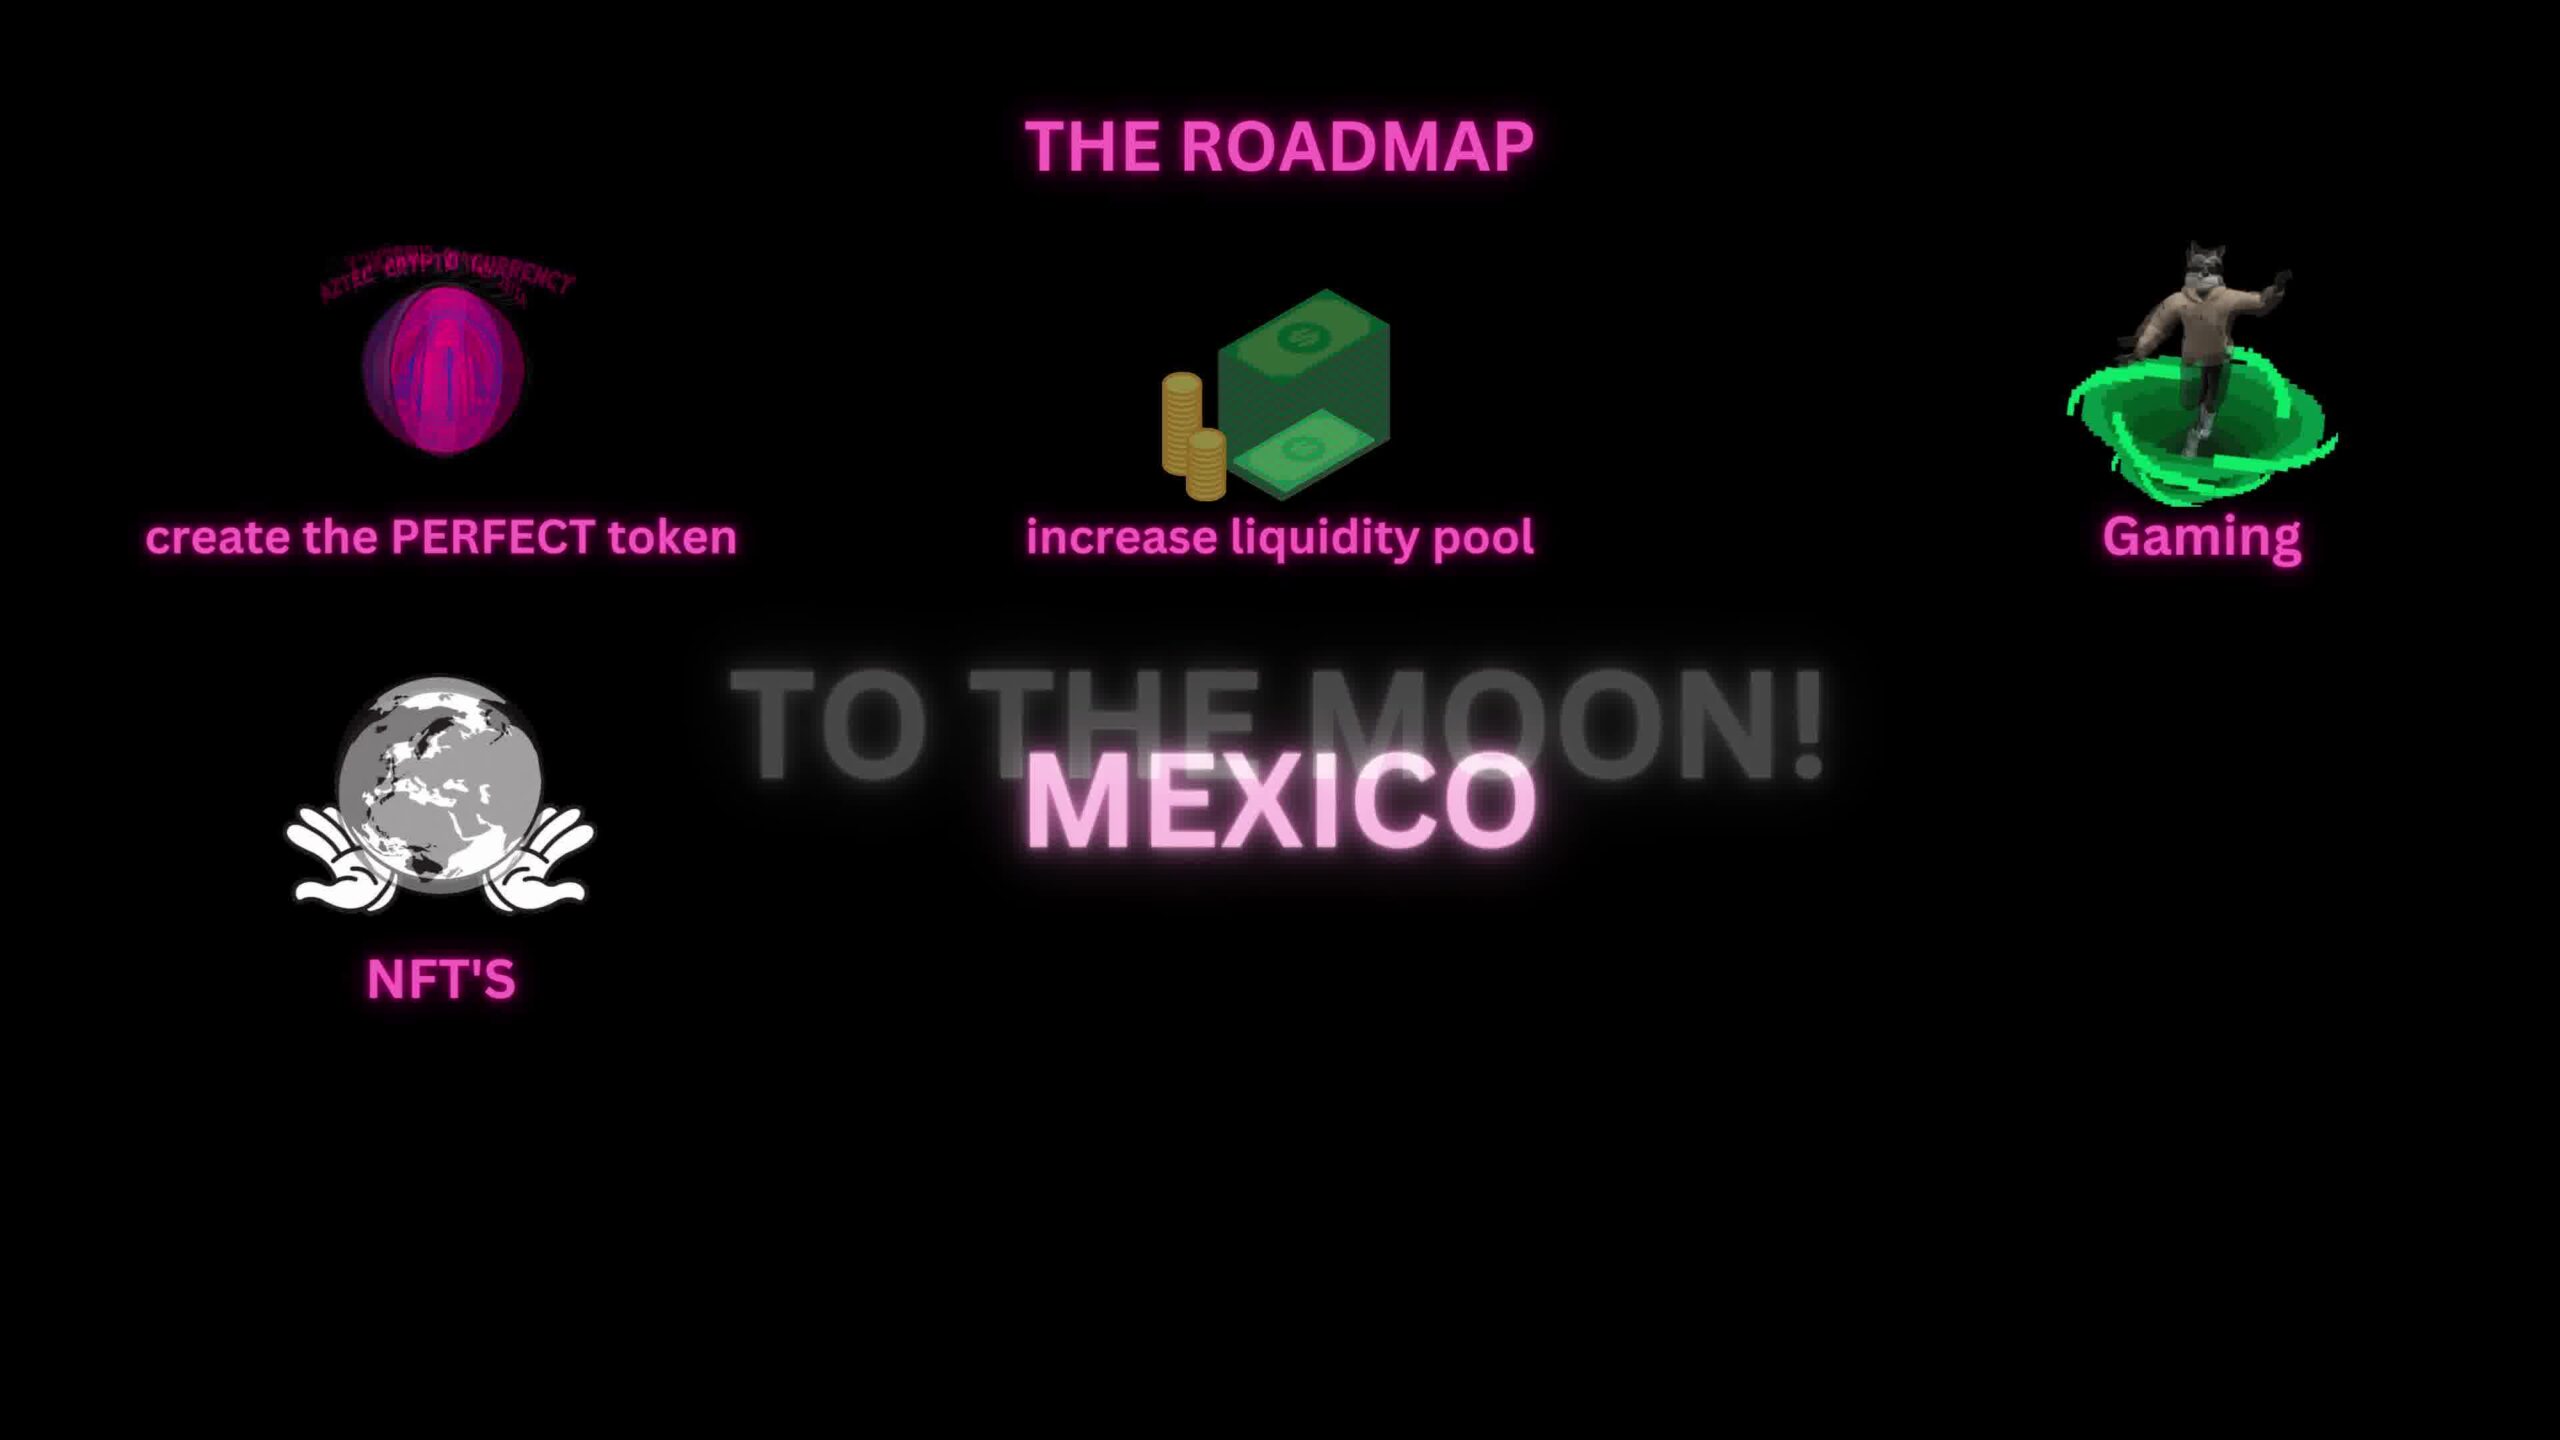 THE ROADMAP
AZTEC CRYPTO CURRENCY
create the PERFECT token
increase liquidity pool
Gaming
TO THE MOON!
MEXICO
NFT'S